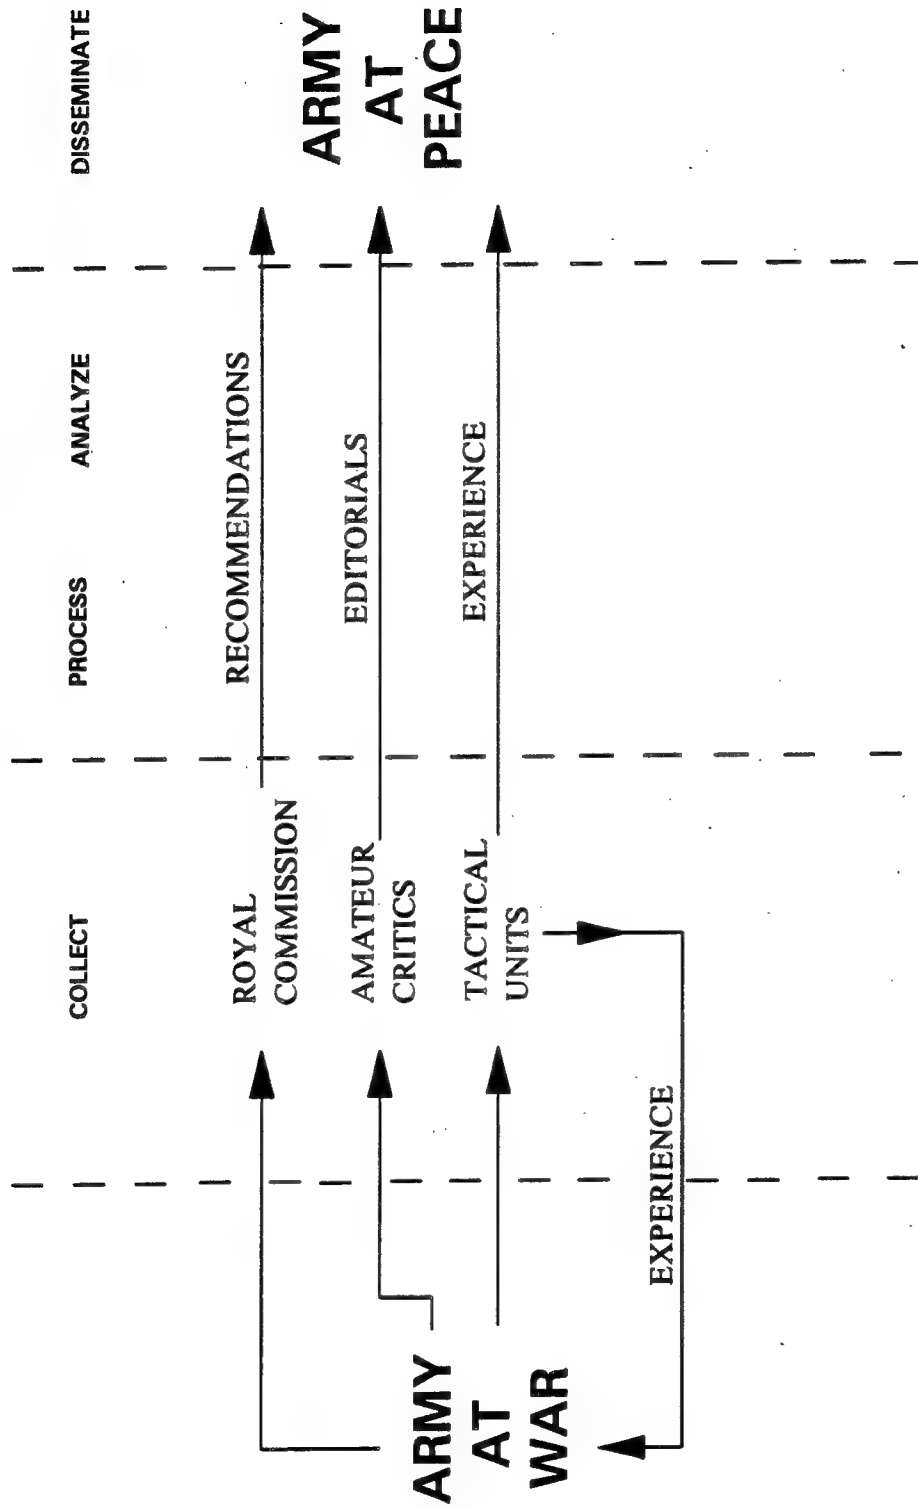 COLLECT
PROCESS
ANALYZE
DISSEMINATE
ROYAL
COMMISSION
RECOMMENDATIONS
AMATEUR
CRITICS
EDITORIALS
TACTICAL
UNITS
EXPERIENCE
ARMY
AT
WAR
ARMY
AT
PEACE
EXPERIENCE